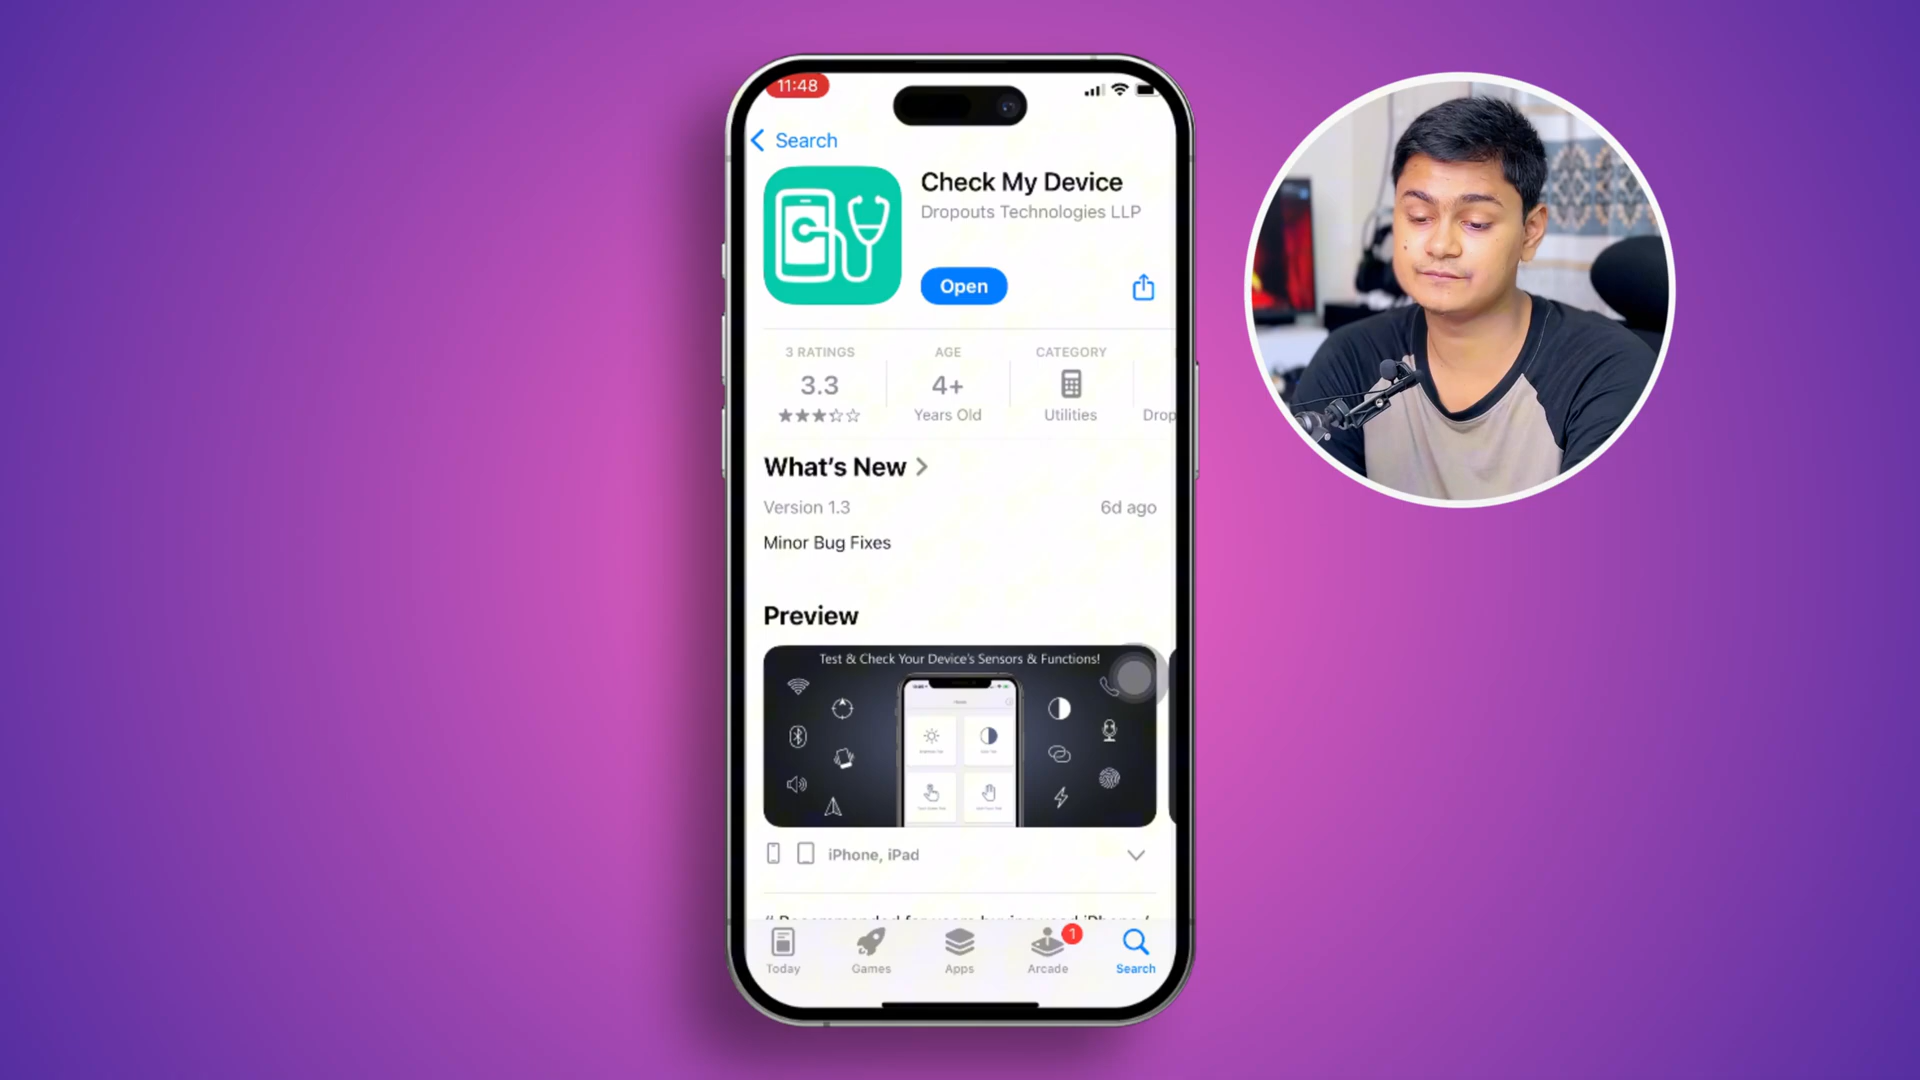 11:48
Search
Check My Device
Dropouts Technologies LLP
Open
3 RATINGS
AGE
CATEGORY
3.3
4+
Years Old
Utilities
Drop
What's New
Version 1.3
6d ago
Minor Bug Fixes
Preview
Test & Check Your Device's Sensors & Functions!
iPhone, iPad
Today
Games
Apps
Arcade
1
Search